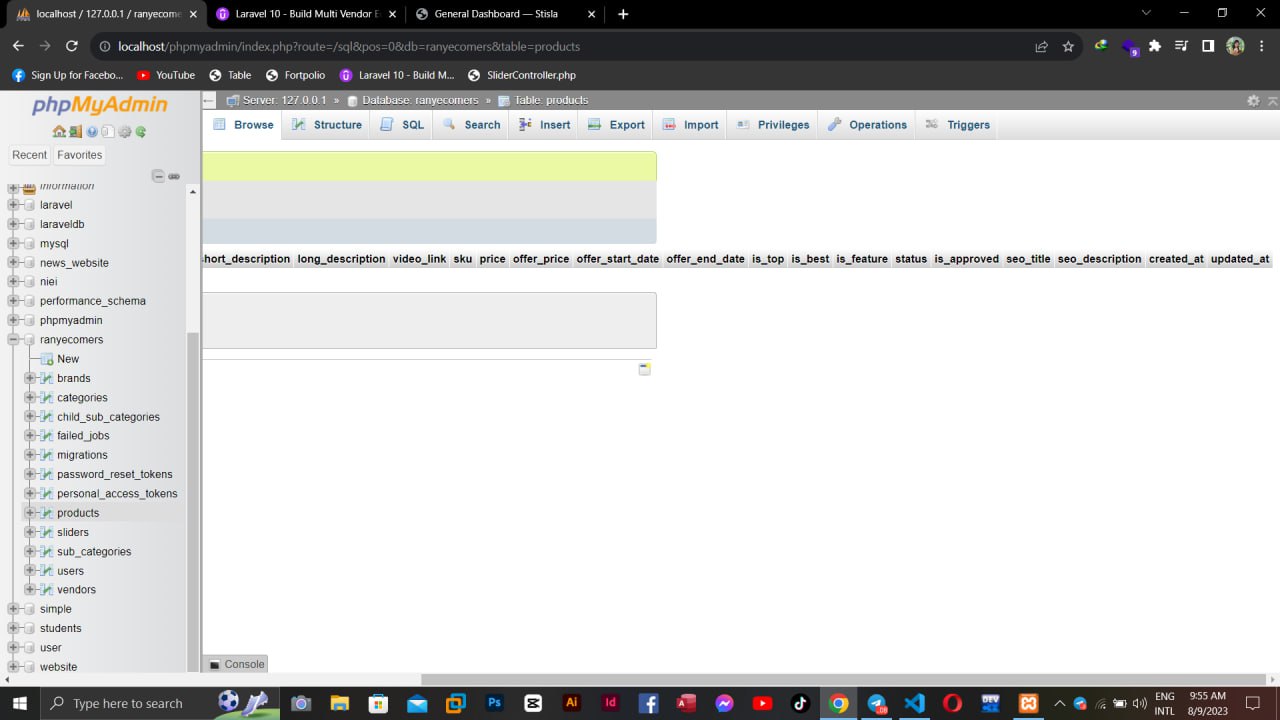 localhost / 127.0.0.1 / ranyecome
Laravel 10 - Build Multi Vendor E
General Dashboard — Stisla
localhost/phpmyadmin/index.php?route=/sql&pos=0&db=ranyecomers&table=products
9
Sign Up for Facebo...
YouTube
Table
Fortpolio
Laravel 10 - Build M...
SliderController.php
phpMyAdmin
Server: 127.0.0.1 » Database: ranyecomers » Table: products
Browse
Structure
SQL
Search
Insert
Export
Import
Privileges
Operations
Triggers
Recent
Favorites
information
laravel
laraveldb
mysql
news_website
niei
performance_schema
phpmyadmin
ranyecomers
New
brands
categories
child_sub_categories
failed_jobs
migrations
password_reset_tokens
personal_access_tokens
products
sliders
sub_categories
users
vendors
simple
students
user
website
short_description long_description video_link sku price offer_price offer_start_date offer_end_date is_top is_best is_feature status is_approved seo_title seo_description created_at updated_at
Console
Type here to search
Ps
Ai
Id
DEV
ENG
INTL
9:55 AM
8/9/2023